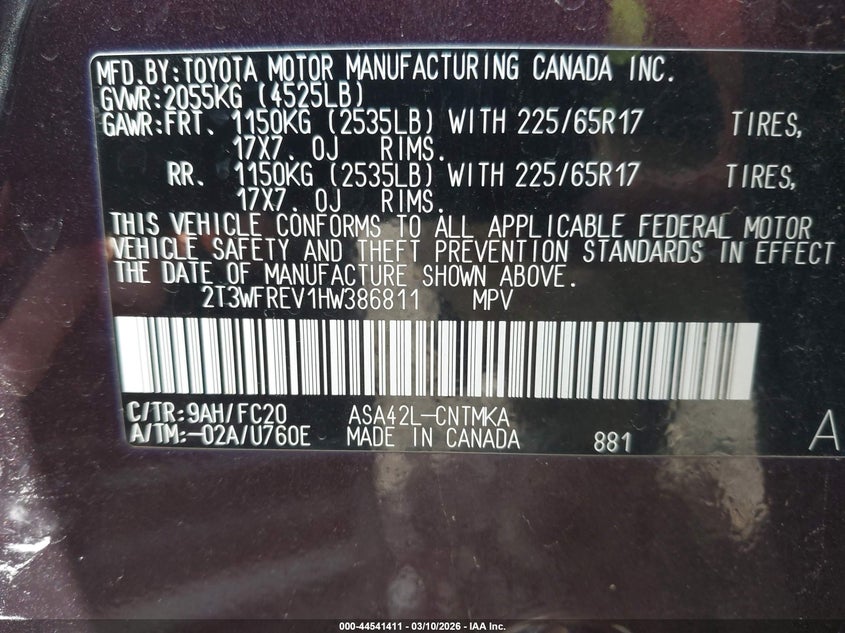 MFD.BY:TOYOTA MOTOR MANUFACTURING CANADA INC.
GVWR:2055KG (4525LB)
GAWR:FRT. 1150KG (2535LB) WITH 225/65R17 TIRES,
17X7. 0J RIMS.
RR. 1150KG (2535LB) WITH 225/65R17 TIRES,
17X7. 0J RIMS.
THIS VEHICLE CONFORMS TO ALL APPLICABLE FEDERAL MOTOR
VEHICLE SAFETY AND THEFT PREVENTION STANDARDS IN EFFECT
THE DATE OF MANUFACTURE SHOWN ABOVE.
2T3WFREV1HW386811 MPV
C/TR:9AH/FC20 ASA42L-CNTMKA
A/TM:-02A/U760E MADE IN CANADA 881 A
000-44541411 — 03/10/2026 — IAA Inc.